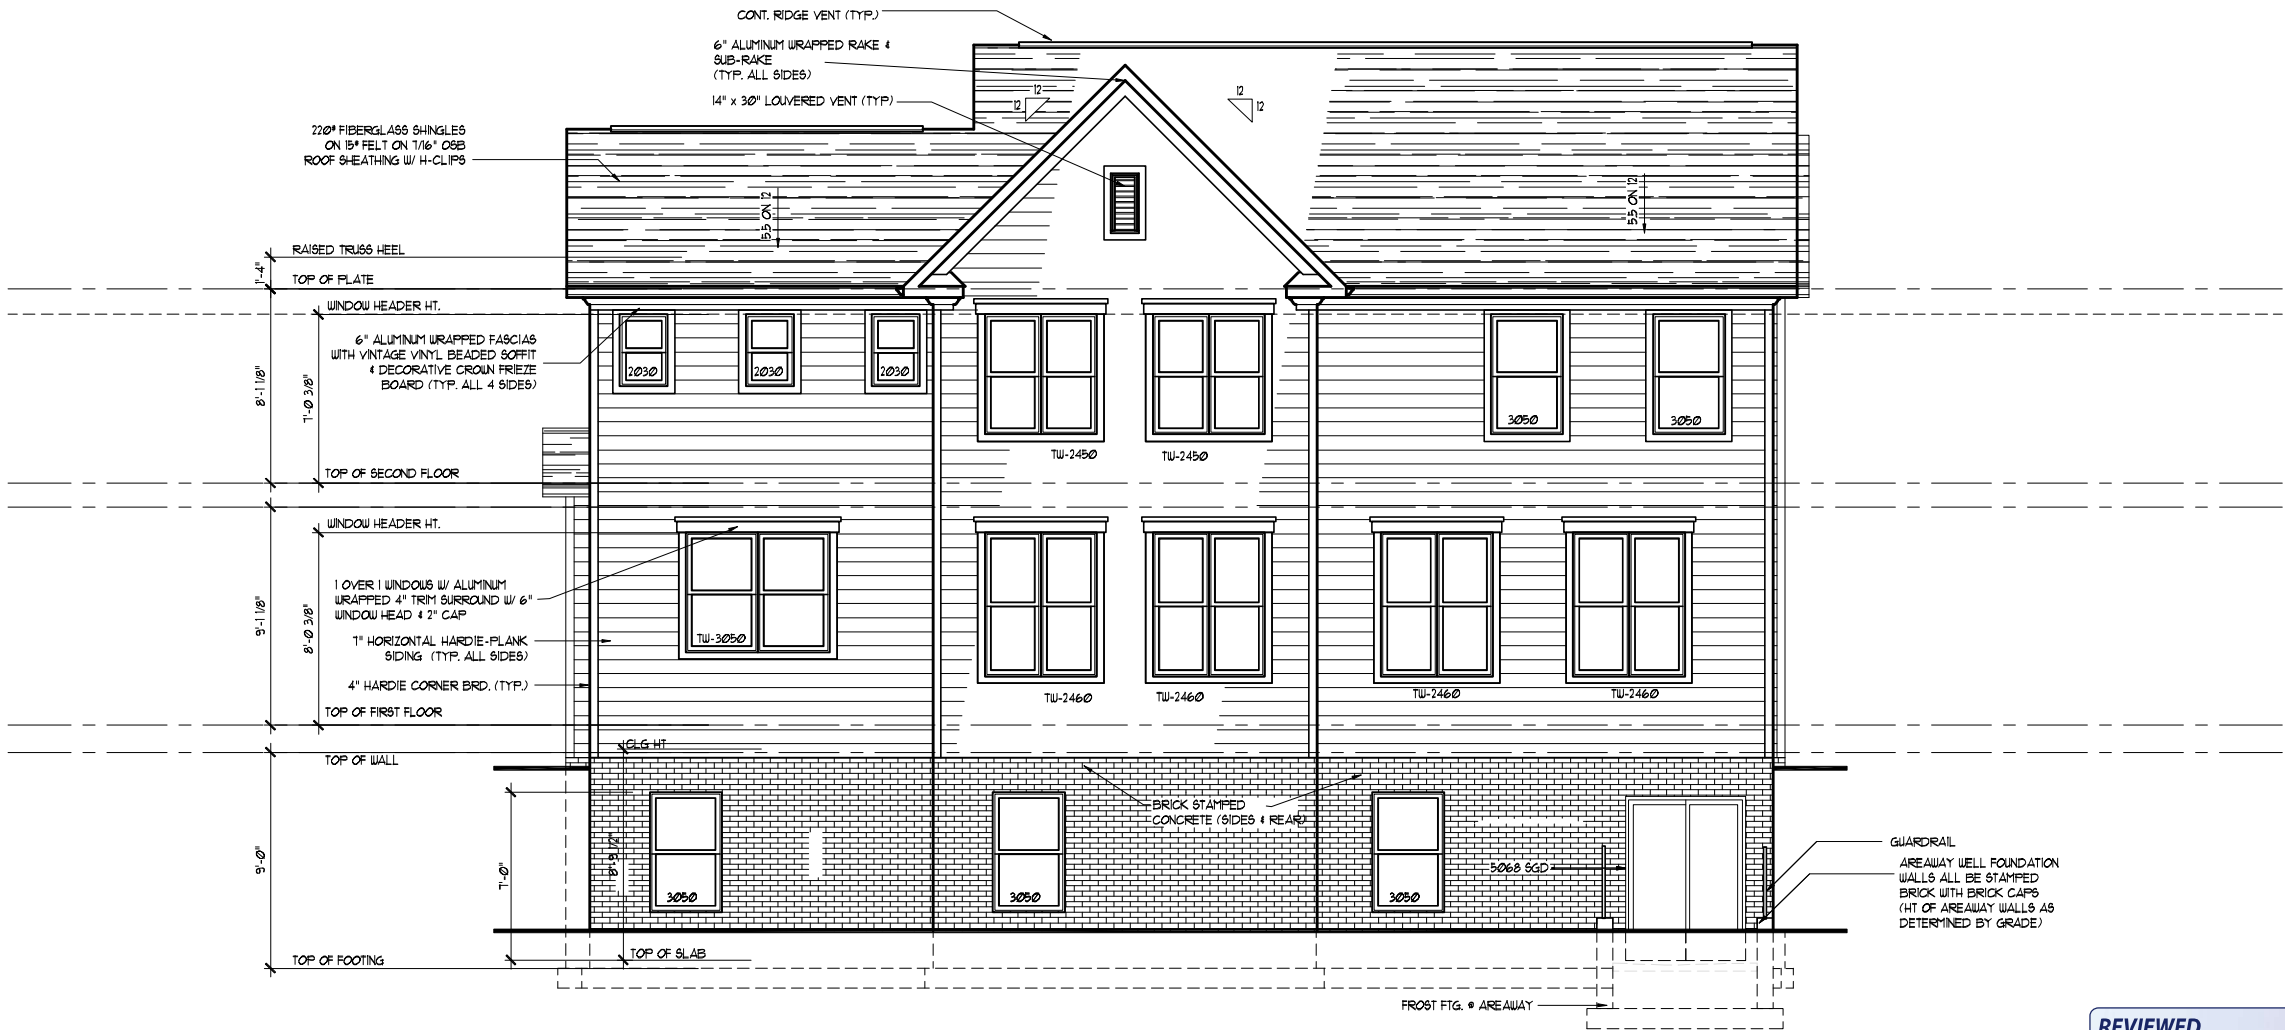 CONT. RIDGE VENT (TYP.)
6" ALUMINUM WRAPPED RAKE &
SUB-RAKE
(TYP. ALL SIDES)
14" x 30" LOUVERED VENT (TYP)
12
12
12
12
220# FIBERGLASS SHINGLES
ON 15# FELT ON 7/16" OSB
ROOF SHEATHING W/ H-CLIPS
5.5 ON 12
5.5 ON 12
RAISED TRUSS HEEL
1'-4"
TOP OF PLATE
WINDOW HEADER HT.
6" ALUMINUM WRAPPED FASCIAS
WITH VINTAGE VINYL BEADED SOFFIT
& DECORATIVE CROWN FRIEZE
BOARD (TYP. ALL 4 SIDES)
8'-1 1/8"
7'-0 3/8"
2030
2030
2030
3050
3050
TW-2450
TW-2450
TOP OF SECOND FLOOR
WINDOW HEADER HT.
1 OVER 1 WINDOWS W/ ALUMINUM
WRAPPED 4" TRIM SURROUND W/ 6"
WINDOW HEAD & 2" CAP
9'-1 1/8"
8'-0 3/8"
7" HORIZONTAL HARDIE-PLANK
SIDING (TYP. ALL SIDES)
4" HARDIE CORNER BRD. (TYP.)
TW-3050
TW-2460
TW-2460
TW-2460
TW-2460
TOP OF FIRST FLOOR
CLG HT
TOP OF WALL
BRICK STAMPED
CONCRETE (SIDES & REAR)
9'-0"
7'-0"
8'-9 1/2"
3050
3050
3050
5068 SGD
GUARDRAIL
AREAWAY WELL FOUNDATION
WALLS ALL BE STAMPED
BRICK WITH BRICK CAPS
(HT OF AREAWAY WALLS AS
DETERMINED BY GRADE)
TOP OF SLAB
TOP OF FOOTING
FROST FTG. @ AREAWAY
REVIEWED